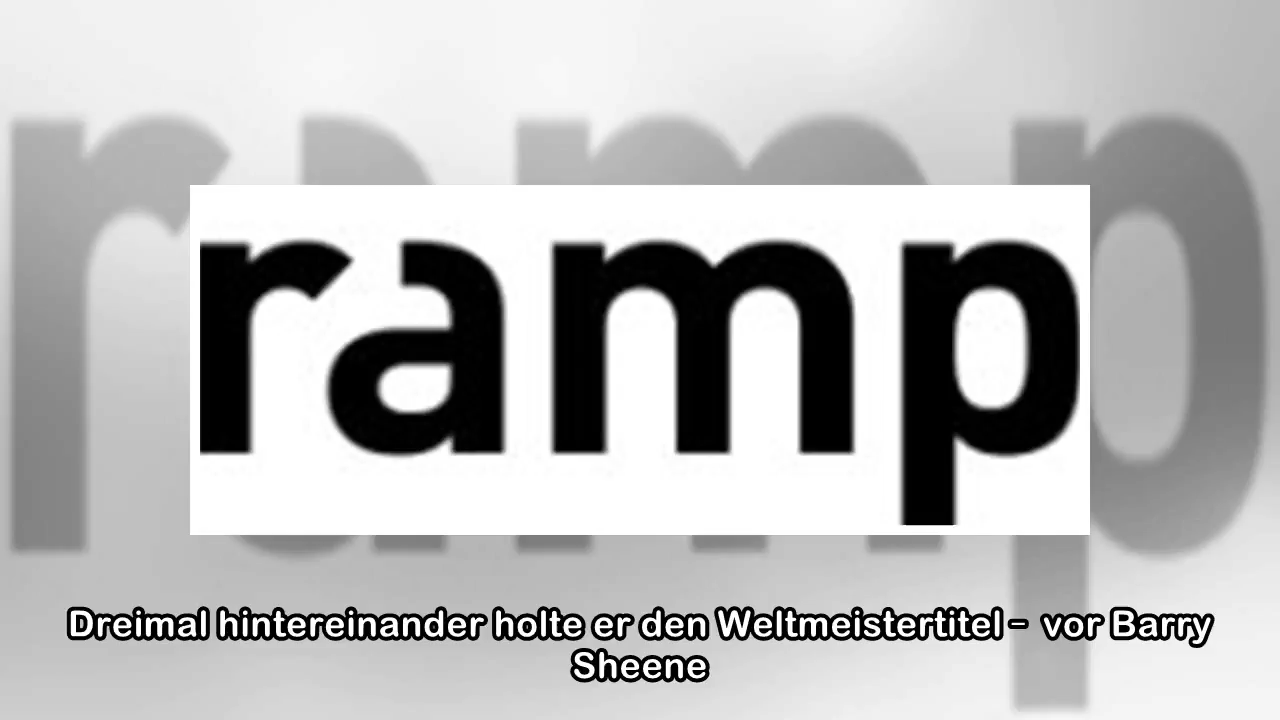 ramp
Dreimal hintereinander holte er den Weltmeistertitel – vor Barry
Sheene